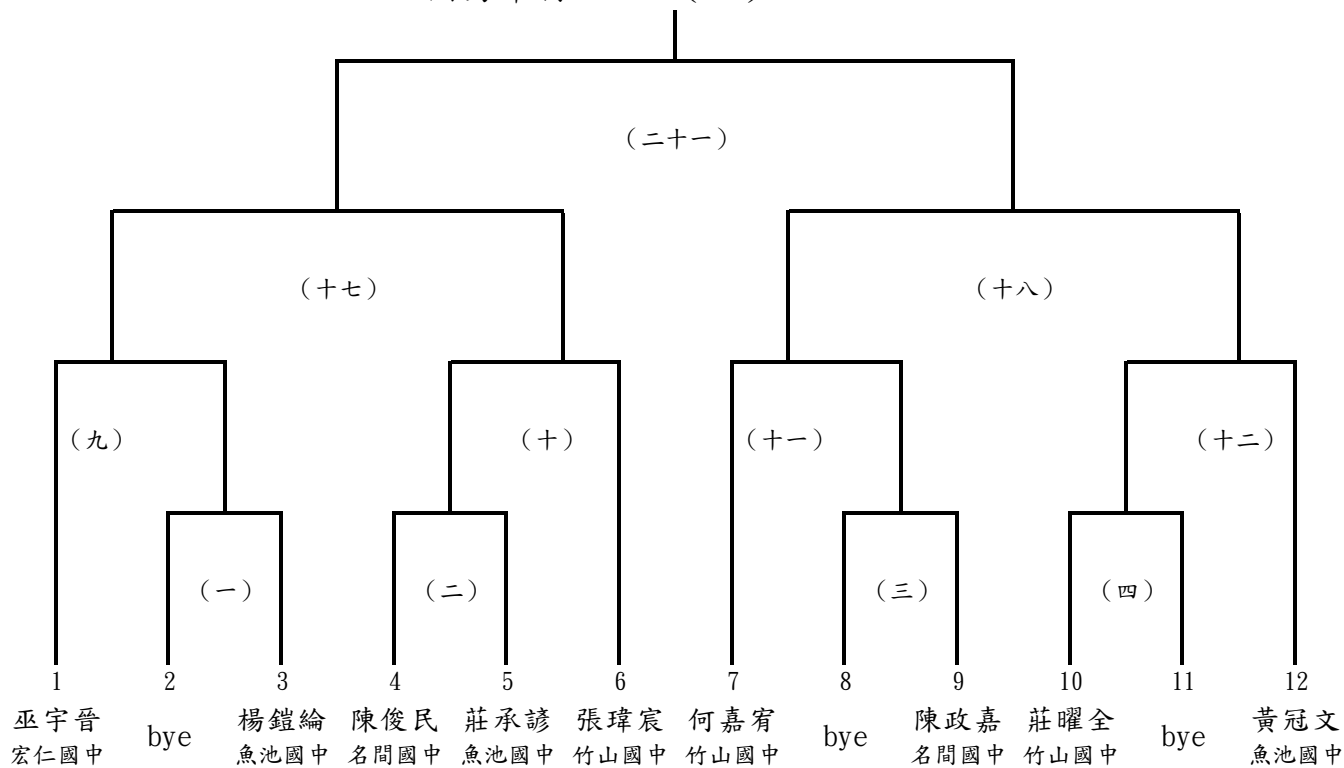 （二十一）
（十七） （十八）
（九） （十） （十一） （十二）
（一） （二） （三） （四）
1 2 3 4 5 6 7 8 9 10 11 12
巫宇晉 bye 楊鎧綸 陳俊民 莊承諺 張瑋宸 何嘉宥 bye 陳政嘉 莊曜全 bye 黃冠文
宏仁國中 魚池國中 名間國中 魚池國中 竹山國中 竹山國中 名間國中 竹山國中 魚池國中